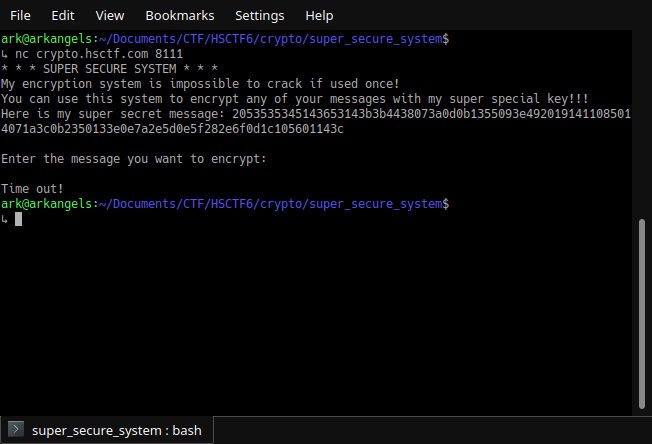 File Edit View Bookmarks Settings Help
ark@arkangels:~/Documents/CTF/HSCTF6/crypto/super_secure_system$
↳ nc crypto.hsctf.com 8111
* * * SUPER SECURE SYSTEM * * *
My encryption system is impossible to crack if used once!
You can use this system to encrypt any of your messages with my super special key!!!
Here is my super secret message: 2053535345143653143b3b4438073a0d0b1355093e492019141108501
4071a3c0b2350133e0e7a2e5d0e5f282e6f0d1c105601143c
Enter the message you want to encrypt:
Time out!
ark@arkangels:~/Documents/CTF/HSCTF6/crypto/super_secure_system$
↳
super_secure_system : bash